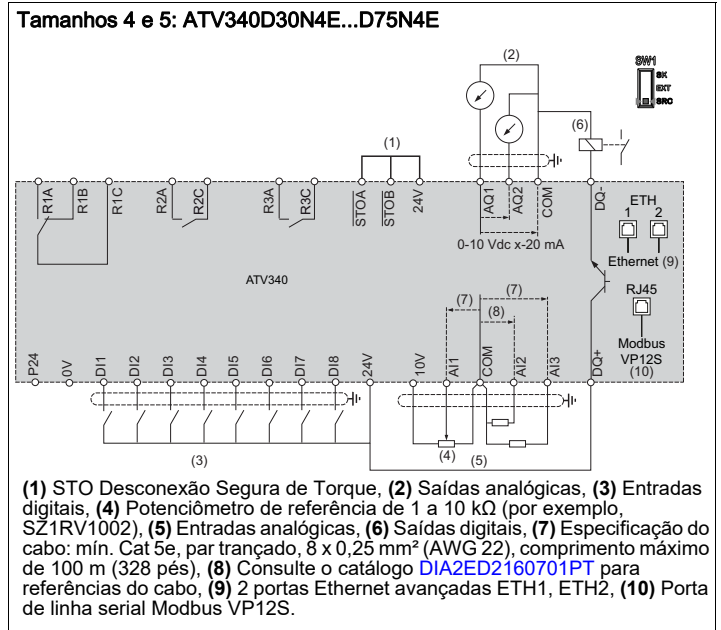 Tamanhos 4 e 5: ATV340D30N4E...D75N4E
(2)
SW1
SK
EXT
SRC
(6)
(1)
R1A
R1B
R1C
R2A
R2C
R3A
R3C
STOA
STOB
24V
AQ1
AQ2
COM
DQ-
ETH
1 2
0-10 Vdc x-20 mA
Ethernet (9)
ATV340
RJ45
(7)
(7)
(8)
Modbus
VP12S
(10)
P24
0V
DI1
DI2
DI3
DI4
DI5
DI6
DI7
DI8
24V
10V
AI1
COM
AI2
AI3
DQ+
(3)
(4)
(5)
(1) STO Desconexão Segura de Torque, (2) Saídas analógicas, (3) Entradas
digitais, (4) Potenciômetro de referência de 1 a 10 kΩ (por exemplo,
SZ1RV1002), (5) Entradas analógicas, (6) Saídas digitais, (7) Especificação do
cabo: mín. Cat 5e, par trançado, 8 x 0,25 mm² (AWG 22), comprimento máximo
de 100 m (328 pés), (8) Consulte o catálogo DIA2ED2160701PT para
referências do cabo, (9) 2 portas Ethernet avançadas ETH1, ETH2, (10) Porta
de linha serial Modbus VP12S.